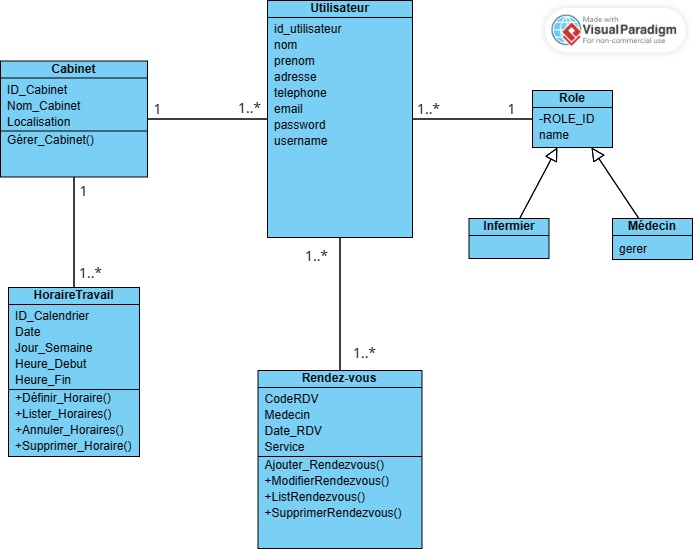 Utilisateur
id_utilisateur
nom
prenom
adresse
telephone
email
password
username
Made with
VisualParadigm
For non-commercial use
Cabinet
ID_Cabinet
Nom_Cabinet
Localisation
Gérer_Cabinet()
1
1..*
1..*
1
Role
-ROLE_ID
name
Infermier
Médecin
gerer
1
1..*
HoraireTravail
ID_Calendrier
Date
Jour_Semaine
Heure_Debut
Heure_Fin
+Définir_Horaire()
+Lister_Horaires()
+Annuler_Horaires()
+Supprimer_Horaire()
1..*
1..*
Rendez-vous
CodeRDV
Medecin
Date_RDV
Service
Ajouter_Rendezvous()
+ModifierRendezvous()
+ListRendezvous()
+SupprimerRendezvous()